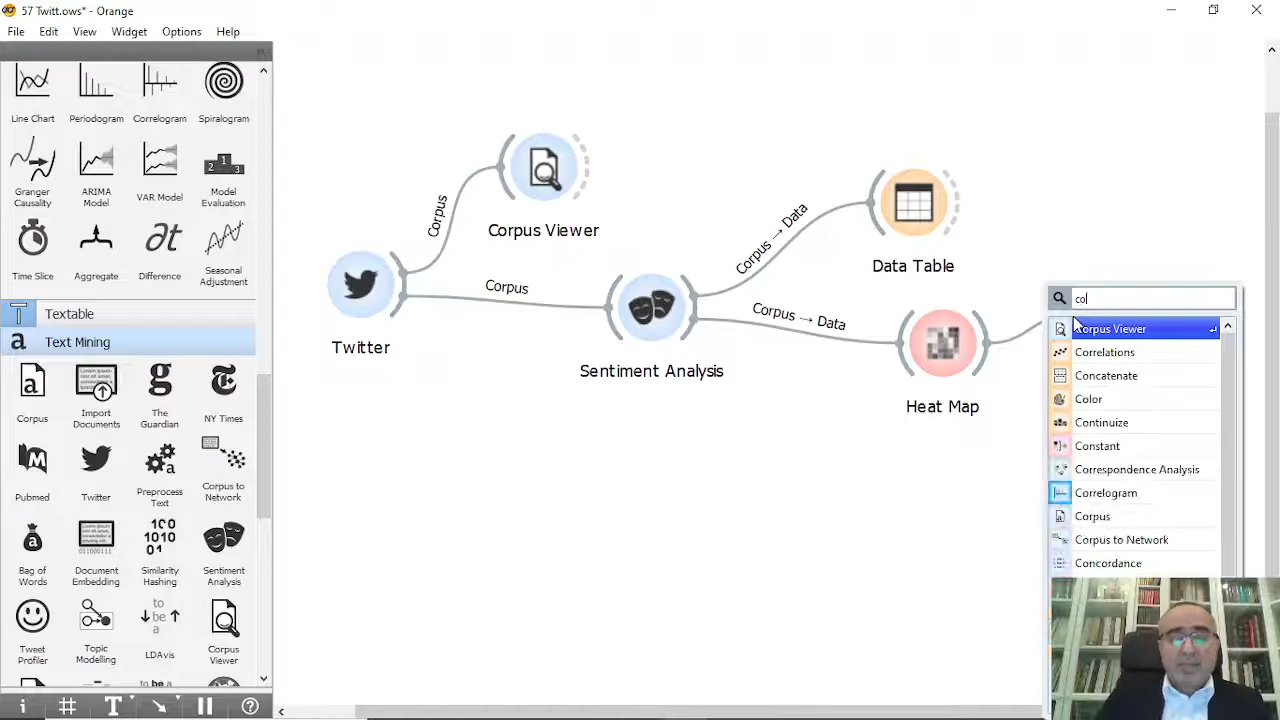 57 Twitt.ows* - Orange
File Edit View Widget Options Help
Line Chart Periodogram Correlogram Spiralogram
Granger Causality ARIMA Model VAR Model Model Evaluation
Time Slice Aggregate Difference Seasonal Adjustment
Textable
Text Mining
Corpus Import Documents The Guardian NY Times
Pubmed Twitter Preprocess Text Corpus to Network
Bag of Words Document Embedding Similarity Hashing Sentiment Analysis
Tweet Profiler Topic Modelling LDAvis Corpus Viewer
Corpus
Corpus Viewer
Twitter
Corpus
Sentiment Analysis
Corpus → Data
Data Table
Corpus → Data
Heat Map
co
Corpus Viewer
Correlations
Concatenate
Color
Continuize
Constant
Correspondence Analysis
Correlogram
Corpus
Corpus to Network
Concordance